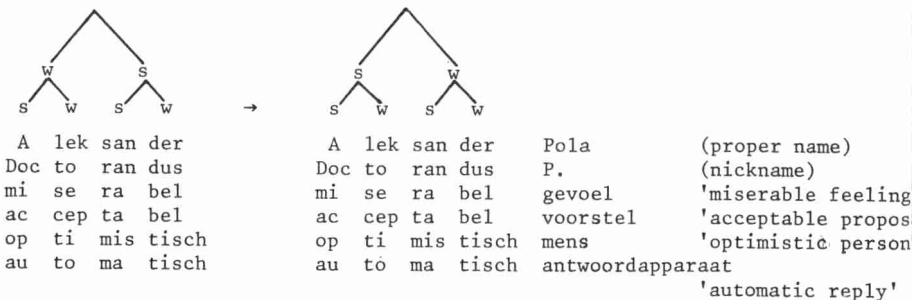 W S → S W
S W S W S W S W
A lek san der A lek san der Pola (proper name)
Doc to ran dus Doc to ran dus P. (nickname)
mi se ra bel mi se ra bel gevoel 'miserable feeling
ac cep ta bel ac cep ta bel voorstel 'acceptable propos
op ti mis tisch op ti mis tisch mens 'optimistic person
au to ma tisch au to ma tisch antwoordapparaat
'automatic reply'